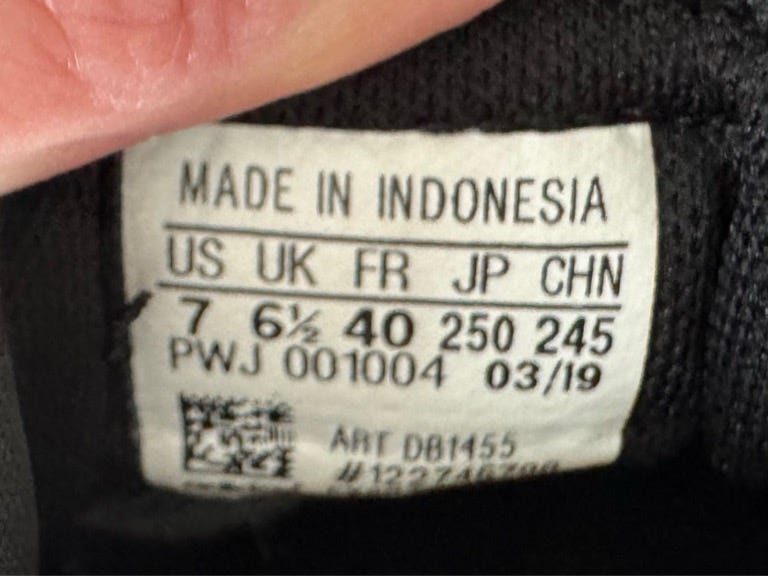 MADE IN INDONESIA
US UK FR JP CHN
7 6½ 40 250 245
PWJ 001004 03/19
ART DB1455